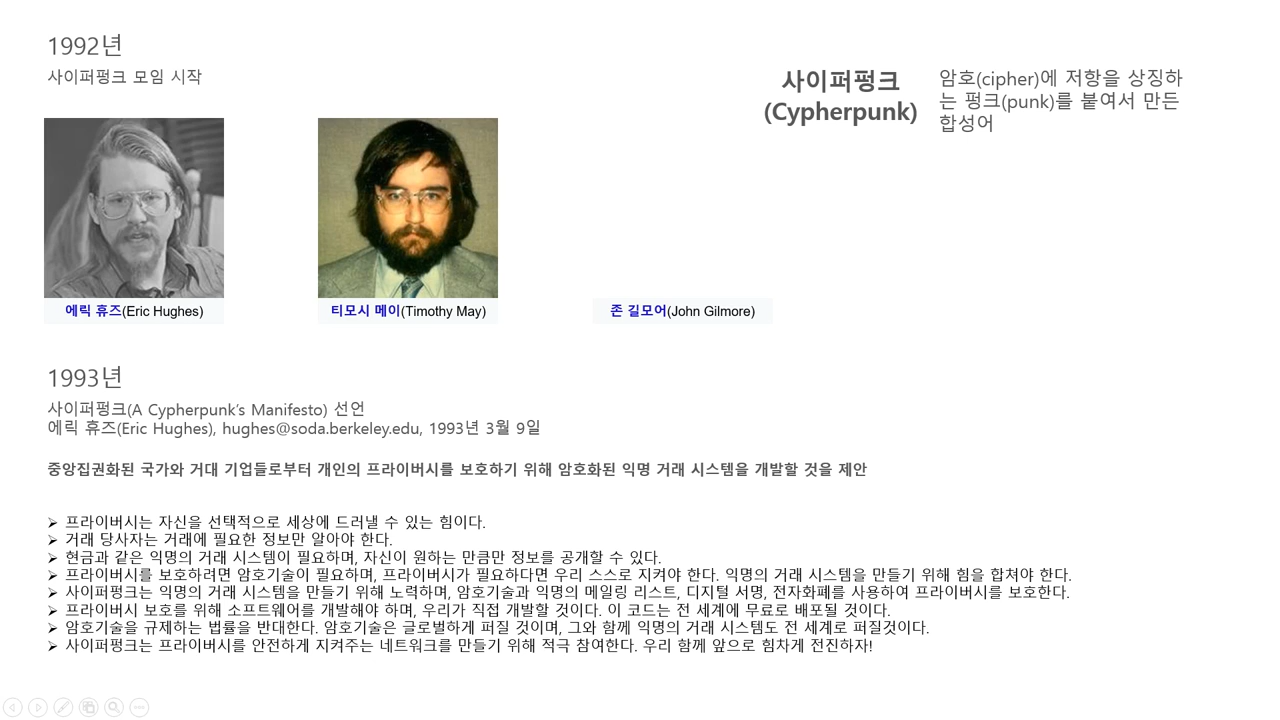 1992년
사이퍼펑크 모임 시작
사이퍼펑크
(Cypherpunk)
암호(cipher)에 저항을 상징하
는 펑크(punk)를 붙여서 만든
합성어
에릭 휴즈(Eric Hughes)
티모시 메이(Timothy May)
존 길모어(John Gilmore)
1993년
사이퍼펑크(A Cypherpunk's Manifesto) 선언
에릭 휴즈(Eric Hughes), hughes@soda.berkeley.edu, 1993년 3월 9일
중앙집권화된 국가와 거대 기업들로부터 개인의 프라이버시를 보호하기 위해 암호화된 익명 거래 시스템을 개발할 것을 제안
➢ 프라이버시는 자신을 선택적으로 세상에 드러낼 수 있는 힘이다.
➢ 거래 당사자는 거래에 필요한 정보만 알아야 한다.
➢ 현금과 같은 익명의 거래 시스템이 필요하며, 자신이 원하는 만큼만 정보를 공개할 수 있다.
➢ 프라이버시를 보호하려면 암호기술이 필요하며, 프라이버시가 필요하다면 우리 스스로 지켜야 한다. 익명의 거래 시스템을 만들기 위해 힘을 합쳐야 한다.
➢ 사이퍼펑크는 익명의 거래 시스템을 만들기 위해 노력하며, 암호기술과 익명의 메일링 리스트, 디지털 서명, 전자화폐를 사용하여 프라이버시를 보호한다.
➢ 프라이버시 보호를 위해 소프트웨어를 개발해야 하며, 우리가 직접 개발할 것이다. 이 코드는 전 세계에 무료로 배포될 것이다.
➢ 암호기술을 규제하는 법률을 반대한다. 암호기술은 글로벌하게 퍼질 것이며, 그와 함께 익명의 거래 시스템도 전 세계로 퍼질것이다.
➢ 사이퍼펑크는 프라이버시를 안전하게 지켜주는 네트워크를 만들기 위해 적극 참여한다. 우리 함께 앞으로 힘차게 전진하자!